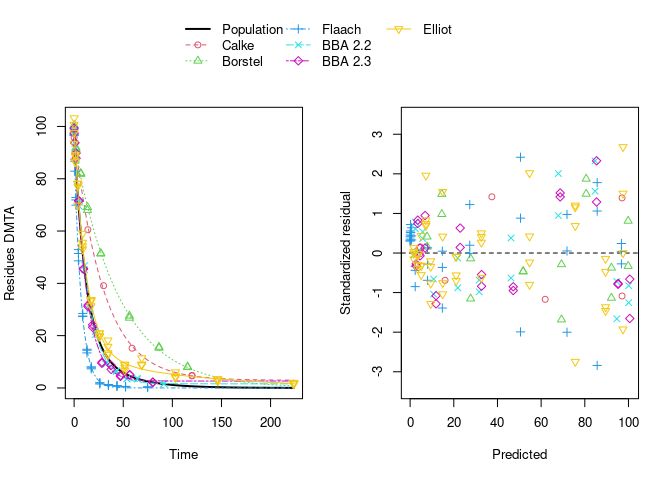 Population Flaach Elliot
Calke BBA 2.2
Borstel BBA 2.3
Residues DMTA
100
80
60
40
20
0
0 50 100 150 200
Time
Standardized residual
3
2
1
0
-1
-2
-3
0 20 40 60 80 100
Predicted